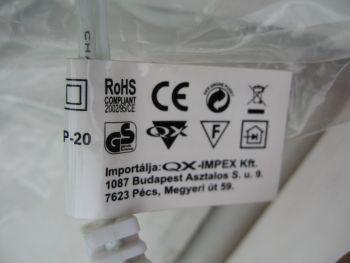 CHA
RoHS
COMPLIANT
2002/95/CE
CE
P-20
GS
QX
F
Importálja: QX-IMPEX Kft.
1087 Budapest Asztalos S. u. 9.
7623 Pécs, Megyeri út 59.